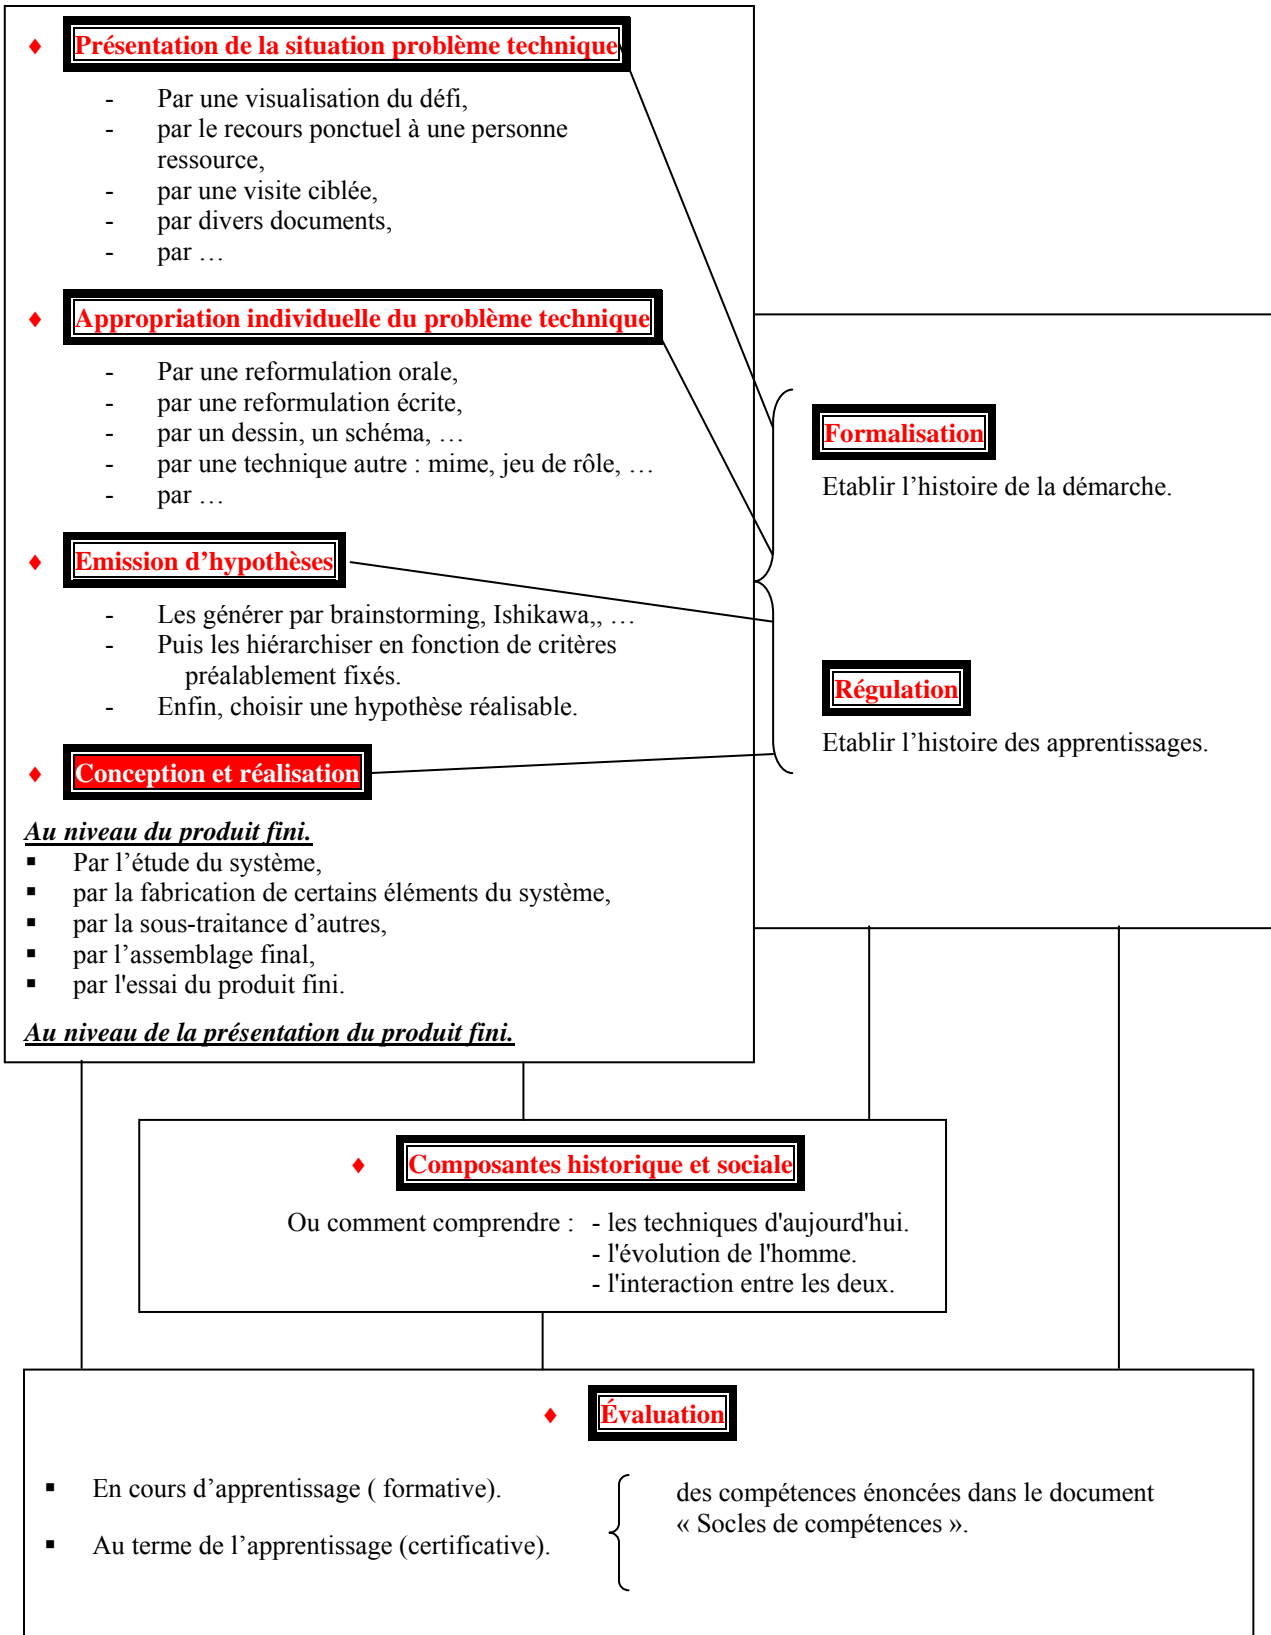 ♦ Présentation de la situation problème technique
- Par une visualisation du défi,
- par le recours ponctuel à une personne
ressource,
- par une visite ciblée,
- par divers documents,
- par …
♦ Appropriation individuelle du problème technique
- Par une reformulation orale,
- par une reformulation écrite,
- par un dessin, un schéma, …
- par une technique autre : mime, jeu de rôle, …
- par …
♦ Emission d’hypothèses
- Les générer par brainstorming, Ishikawa,, …
- Puis les hiérarchiser en fonction de critères
préalablement fixés.
- Enfin, choisir une hypothèse réalisable.
♦ Conception et réalisation
Au niveau du produit fini.
▪ Par l’étude du système,
▪ par la fabrication de certains éléments du système,
▪ par la sous-traitance d’autres,
▪ par l’assemblage final,
▪ par l'essai du produit fini.
Au niveau de la présentation du produit fini.
Formalisation
Etablir l’histoire de la démarche.
Régulation
Etablir l’histoire des apprentissages.
♦ Composantes historique et sociale
Ou comment comprendre : - les techniques d'aujourd'hui.
- l'évolution de l'homme.
- l'interaction entre les deux.
♦ Évaluation
▪ En cours d’apprentissage ( formative).
▪ Au terme de l’apprentissage (certificative).
des compétences énoncées dans le document
« Socles de compétences ».